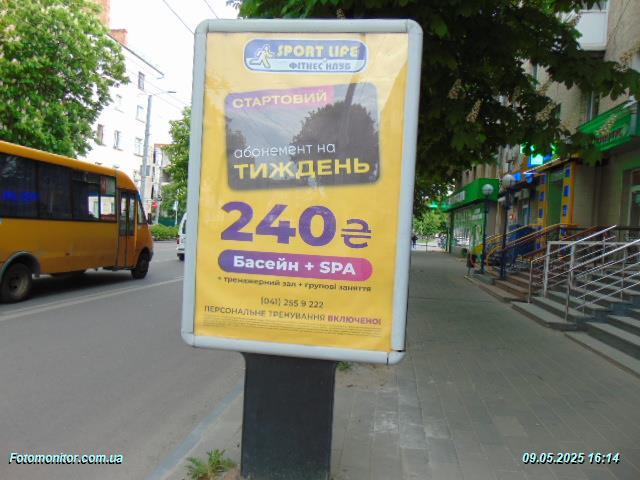 SPORT LIFE
ФІТНЕС КЛУБ
СТАРТОВИЙ
абонемент на
ТИЖДЕНЬ
240₴
Басейн + SPA
+ тренажерний зал + групові заняття
(041) 255 9 222
ПЕРСОНАЛЬНЕ ТРЕНУВАННЯ ВКЛЮЧЕНО!
Fotomonitor.com.ua
09.05.2025 16:14